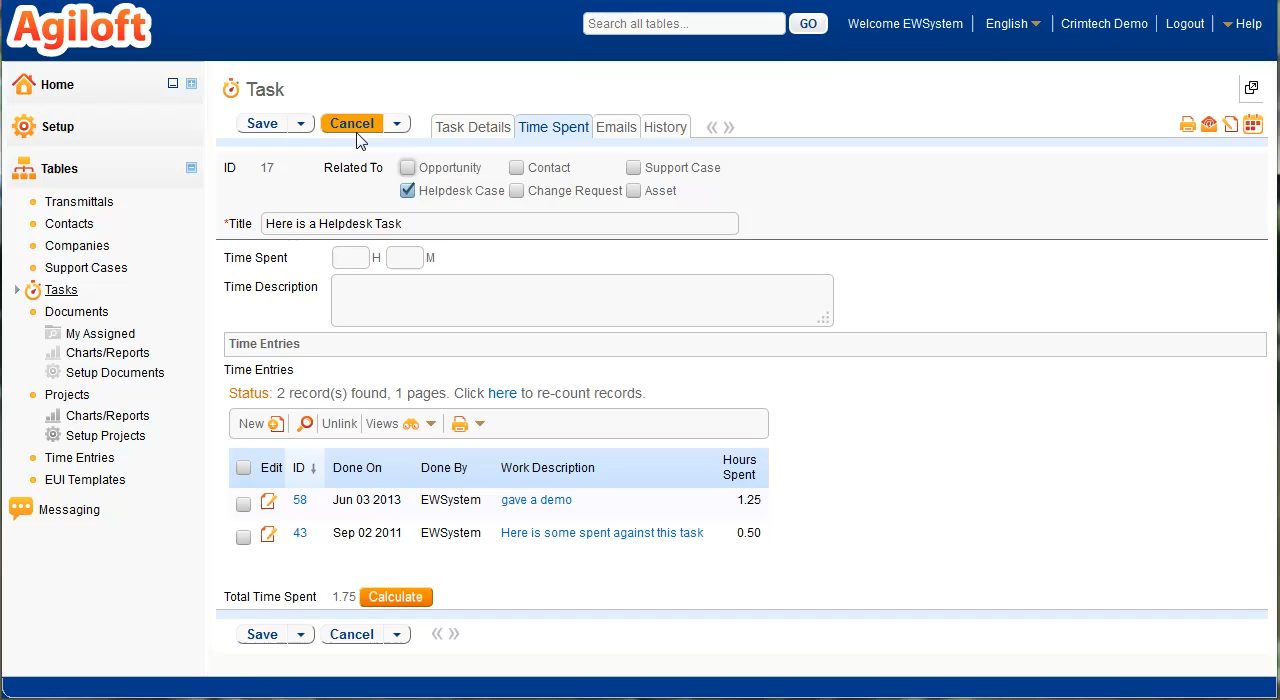 Agiloft
Search all tables...
GO
Welcome EWSystem
English
Crimtech Demo
Logout
Help
Home
Setup
Tables
Transmittals
Contacts
Companies
Support Cases
Tasks
Documents
My Assigned
Charts/Reports
Setup Documents
Projects
Charts/Reports
Setup Projects
Time Entries
EUI Templates
Messaging
Task
Save
Cancel
Task Details
Time Spent
Emails
History
ID 17 Related To Opportunity Contact Support Case
Helpdesk Case Change Request Asset
*Title Here is a Helpdesk Task
Time Spent H M
Time Description
Time Entries
Time Entries
Status: 2 record(s) found, 1 pages. Click here to re-count records.
New Unlink Views
Edit ID Done On Done By Work Description Hours Spent
58 Jun 03 2013 EWSystem gave a demo 1.25
43 Sep 02 2011 EWSystem Here is some spent against this task 0.50
Total Time Spent 1.75 Calculate
Save Cancel